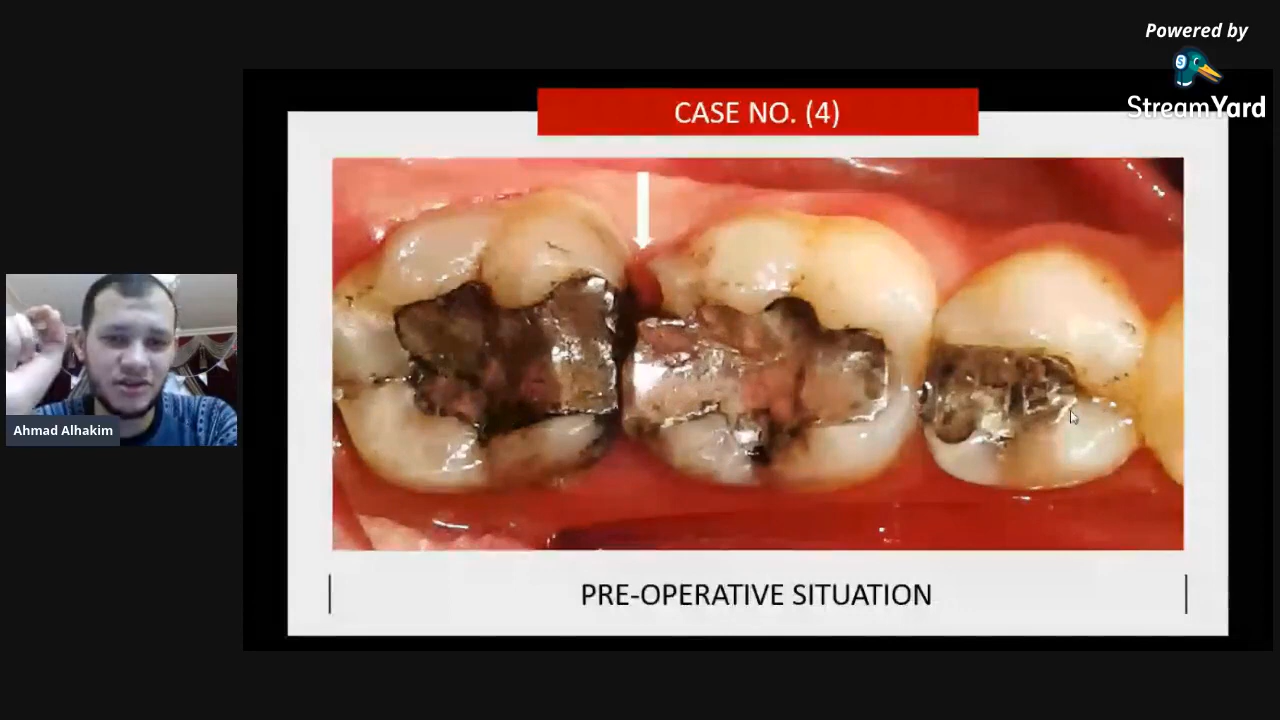 Powered by
StreamYard
CASE NO. (4)
Ahmad Alhakim
PRE-OPERATIVE SITUATION